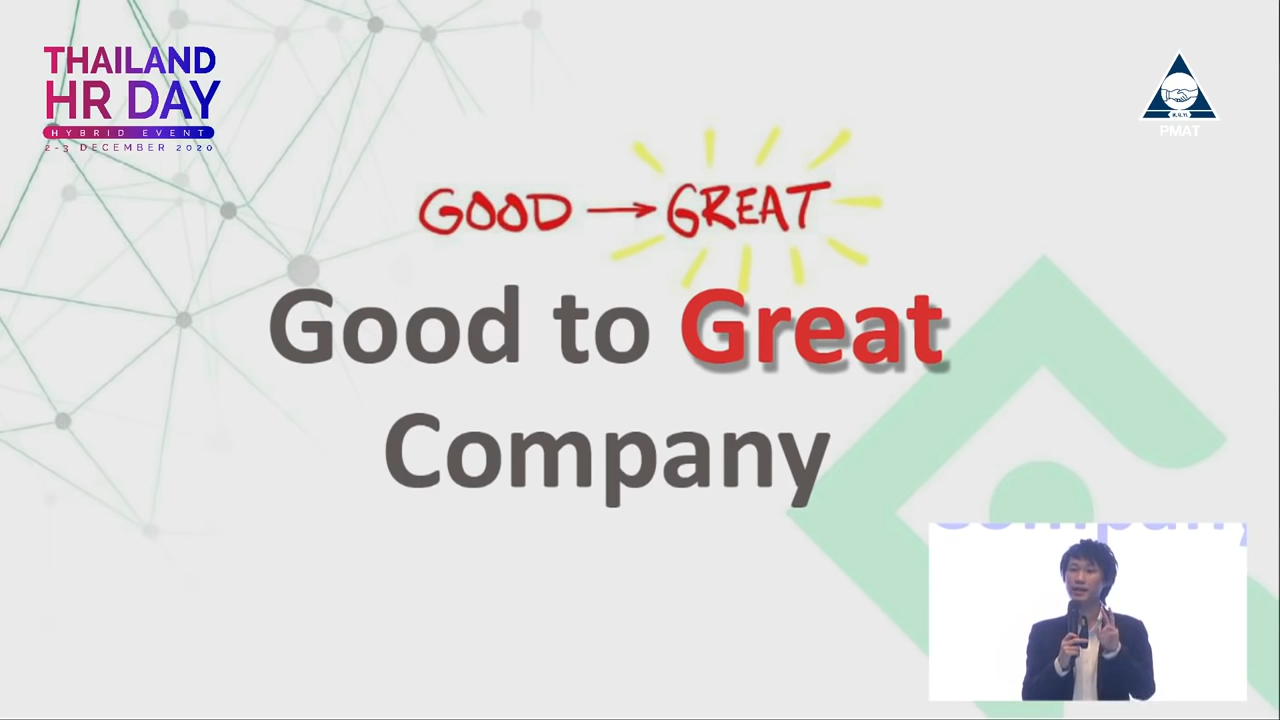 THAILAND
HR DAY
HYBRID EVENT
2-3 DECEMBER 2020
PMAT
GOOD → GREAT
Good to Great
Company